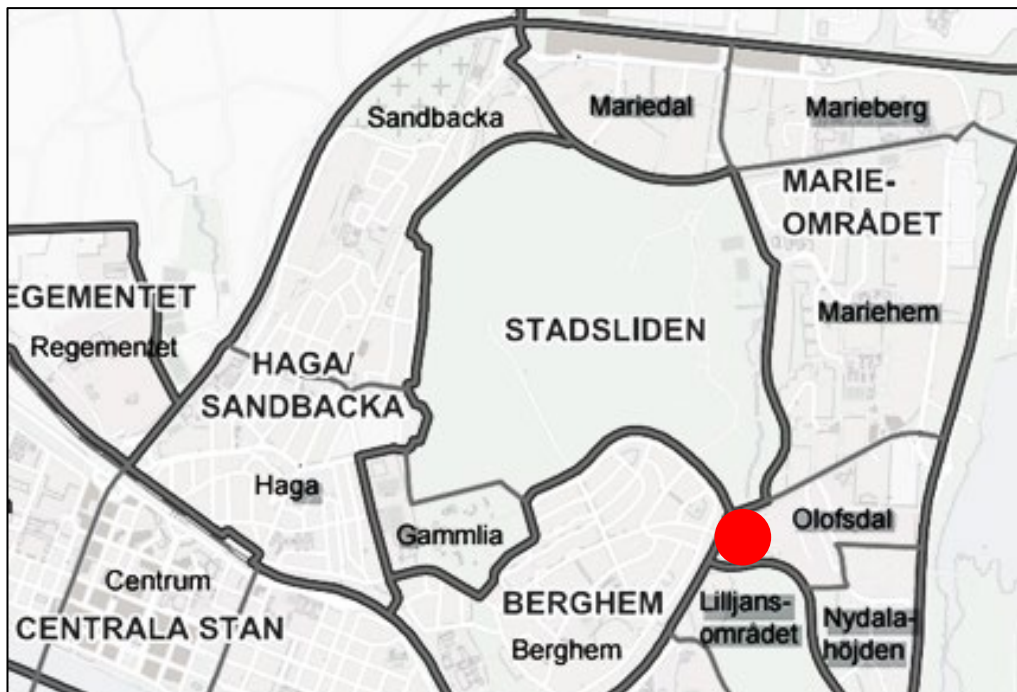 Sandbacka
Mariedal
Marieberg
MARIE-
OMRÅDET
EGEMENTET
Regementet
Mariehem
STADSLIDEN
HAGA/
SANDBACKA
Haga
Gammlia
Olofsdal
Centrum
CENTRALA STAN
BERGHEM
Berghem
Lilljans-
området
Nydala-
höjden